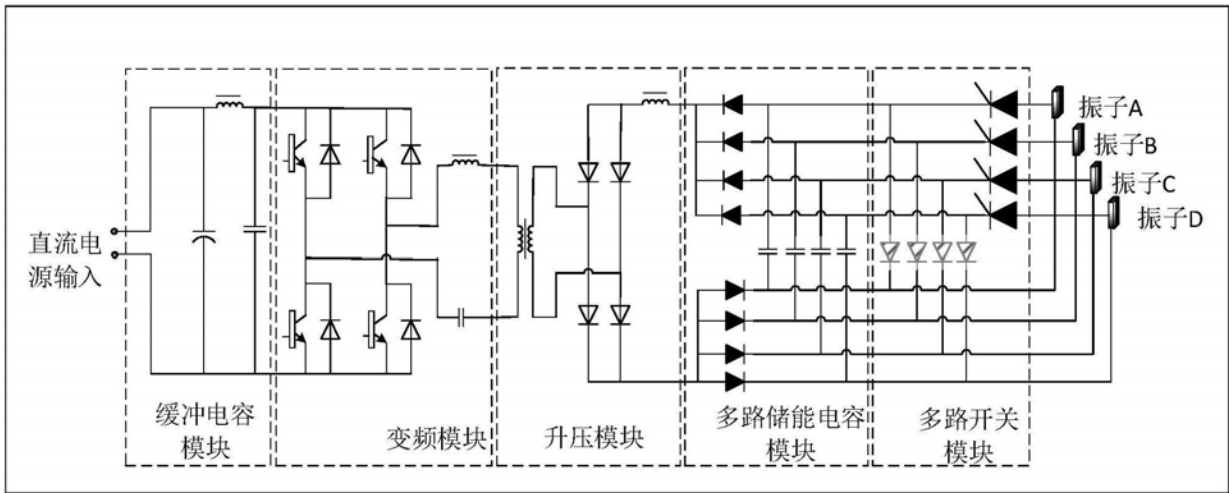 直流电
源输入
缓冲电容
模块
变频模块
升压模块
多路储能电容
模块
多路开关
模块
振子A
振子B
振子C
振子D